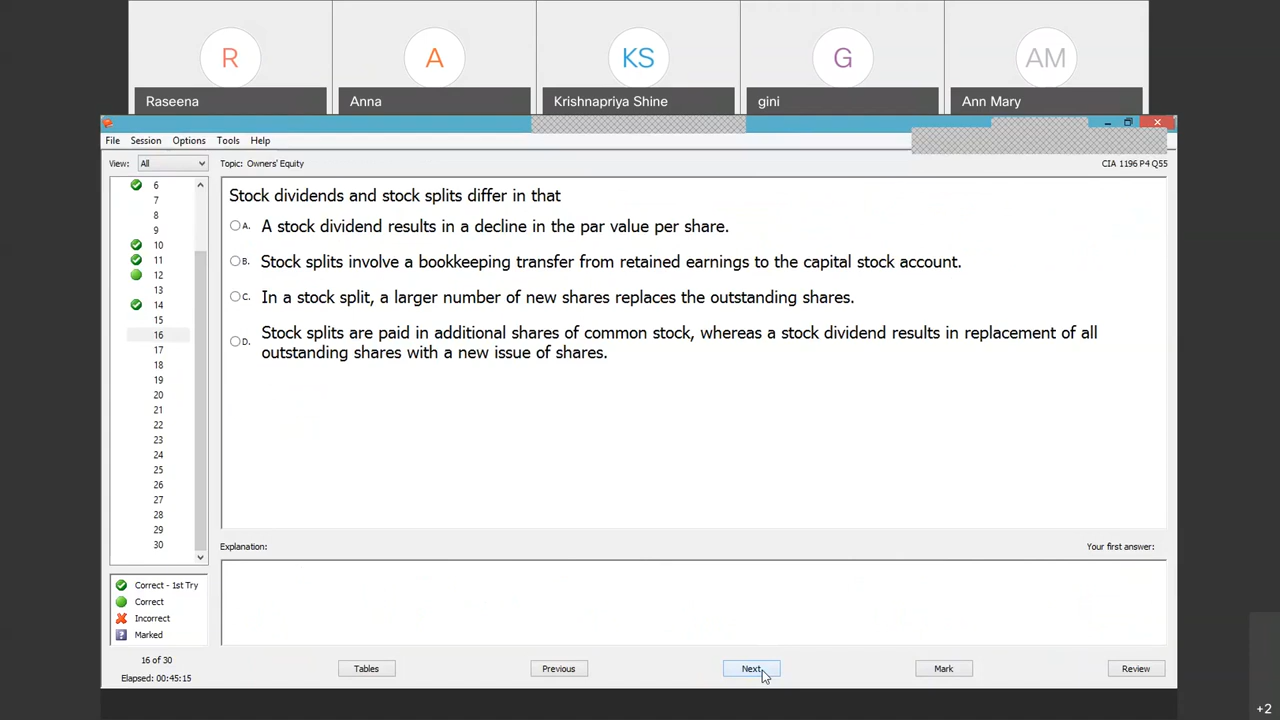 R
A
KS
G
AM
Raseena
Anna
Krishnapriya Shine
gini
Ann Mary
File Session Options Tools Help
View: All
Topic: Owners' Equity
CIA 1196 P4 Q55
6
7
8
9
10
11
12
13
14
15
16
17
18
19
20
21
22
23
24
25
26
27
28
29
30
Stock dividends and stock splits differ in that
A. A stock dividend results in a decline in the par value per share.
B. Stock splits involve a bookkeeping transfer from retained earnings to the capital stock account.
C. In a stock split, a larger number of new shares replaces the outstanding shares.
D. Stock splits are paid in additional shares of common stock, whereas a stock dividend results in replacement of all
outstanding shares with a new issue of shares.
Explanation:
Your first answer:
Correct - 1st Try
Correct
Incorrect
? Marked
16 of 30
Elapsed: 00:45:15
Tables
Previous
Next
Mark
Review
+2